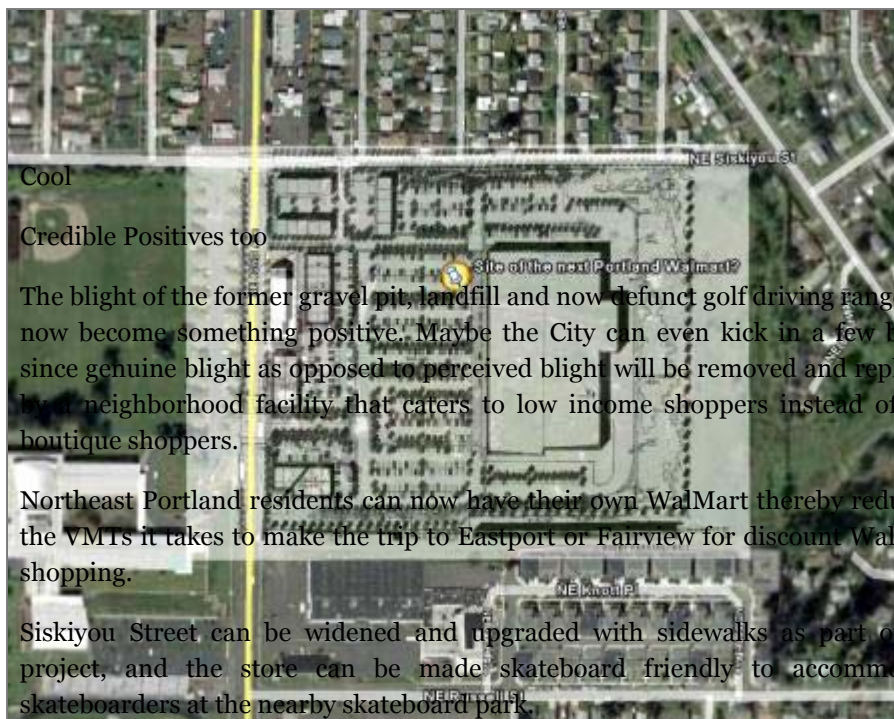 NE Siskiyou St
Cool
Credible Positives too
Site of the next Portland Walmart?
The blight of the former gravel pit, landfill and now defunct golf driving range
now become something positive. Maybe the City can even kick in a few
since genuine blight as opposed to perceived blight will be removed and
by a neighborhood facility that caters to low income shoppers instead of
boutique shoppers.
Northeast Portland residents can now have their own WalMart thereby
the VMTs it takes to make the trip to Eastport or Fairview for discount
shopping.
NE Knott Pl
Siskiyou Street can be widened and upgraded with sidewalks as part
project, and the store can be made skateboard friendly to
skateboarders at the nearby skateboard park.
NE Russell St